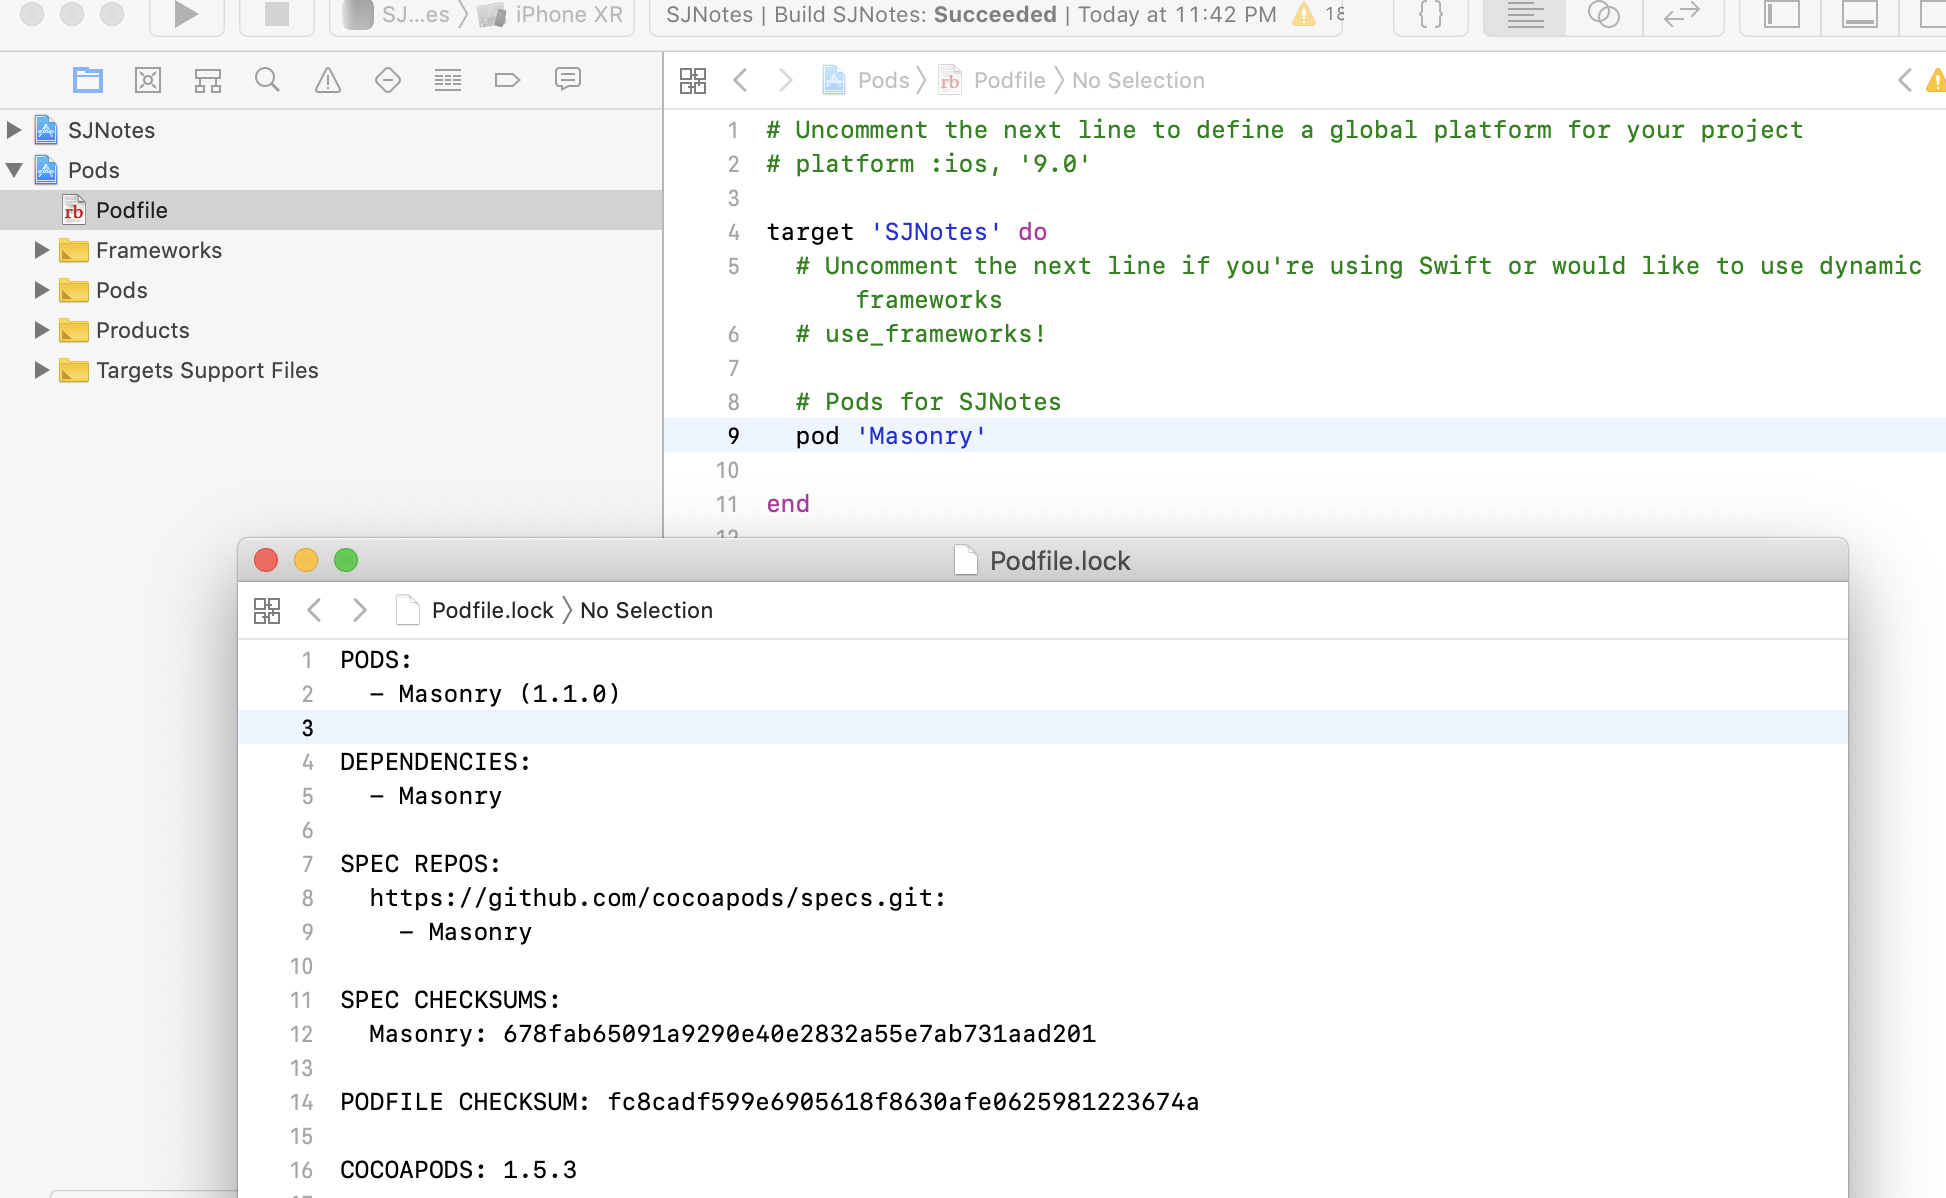 SJ...es 〉 iPhone XR
SJNotes | Build SJNotes: Succeeded | Today at 11:42 PM
Pods 〉 Podfile 〉 No Selection
SJNotes
Pods
rb Podfile
Frameworks
Pods
Products
Targets Support Files
1 # Uncomment the next line to define a global platform for your project
2 # platform :ios, '9.0'
3
4 target 'SJNotes' do
5 # Uncomment the next line if you're using Swift or would like to use dynamic
frameworks
6 # use_frameworks!
7
8 # Pods for SJNotes
9 pod 'Masonry'
10
11 end
12
Podfile.lock
Podfile.lock 〉 No Selection
1 PODS:
2 - Masonry (1.1.0)
3
4 DEPENDENCIES:
5 - Masonry
6
7 SPEC REPOS:
8 https://github.com/cocoapods/specs.git:
9 - Masonry
10
11 SPEC CHECKSUMS:
12 Masonry: 678fab65091a9290e40e2832a55e7ab731aad201
13
14 PODFILE CHECKSUM: fc8cadf599e6905618f8630afe0625981223674a
15
16 COCOAPODS: 1.5.3